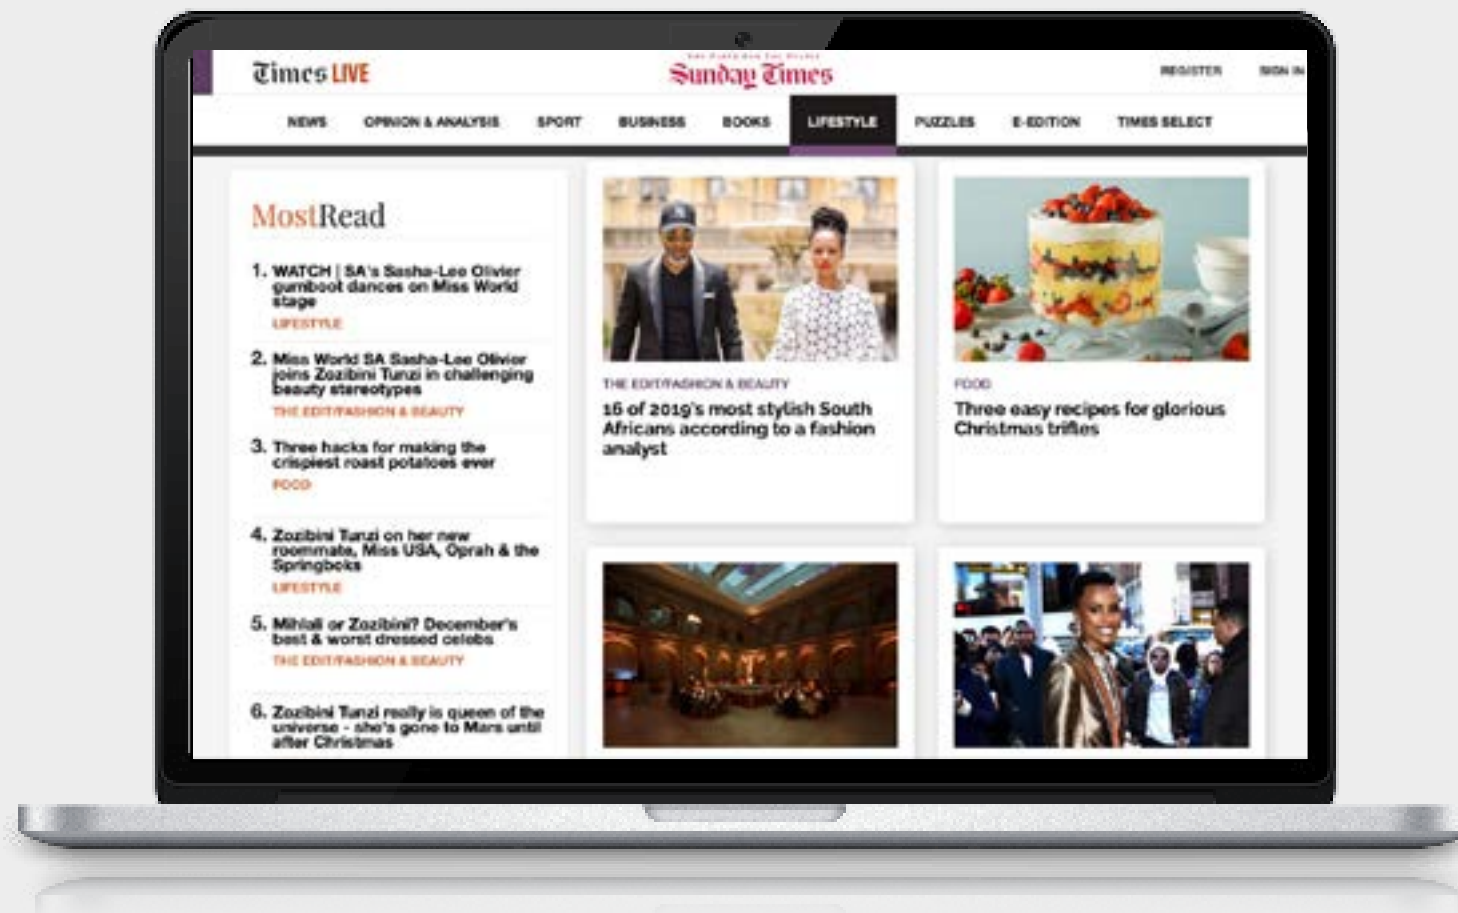 Times LIVE
Sunday Times
REGISTER
SIGN IN
NEWS
OPINION & ANALYSIS
SPORT
BUSINESS
BOOKS
LIFESTYLE
PUZZLES
E-EDITION
TIMES SELECT
MostRead
1. WATCH | SA's Sasha-Lee Olivier
gumboot dances on Miss World
stage
LIFESTYLE
2. Miss World SA Sasha-Lee Olivier
joins Zozibini Tunzi in challenging
beauty stereotypes
THE EDIT/FASHION & BEAUTY
3. Three hacks for making the
crispiest roast potatoes ever
FOOD
4. Zozibini Tunzi on her new
roommate, Miss USA, Oprah & the
Springboks
LIFESTYLE
5. Mihlali or Zozibini? December's
best & worst dressed celebs
THE EDIT/FASHION & BEAUTY
6. Zozibini Tunzi really is queen of the
universe - she's gone to Mars until
after Christmas
THE EDIT/FASHION & BEAUTY
16 of 2019's most stylish South
Africans according to a fashion
analyst
FOOD
Three easy recipes for glorious
Christmas trifles